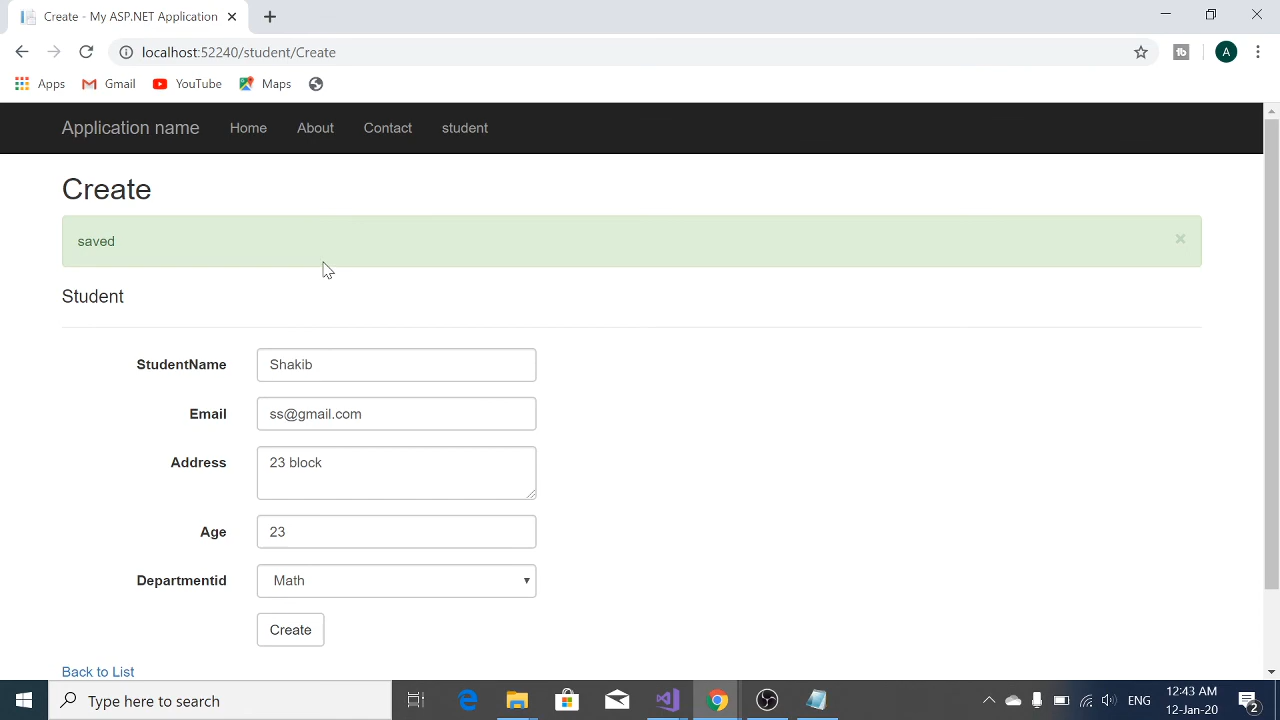 Create - My ASP.NET Application
localhost:52240/student/Create
A
Apps Gmail YouTube Maps
Application name Home About Contact student
Create
saved
Student
StudentName Shakib
Email ss@gmail.com
Address 23 block
Age 23
Departmentid Math
Create
Back to List
Type here to search
ENG
12:43 AM
12-Jan-20
2